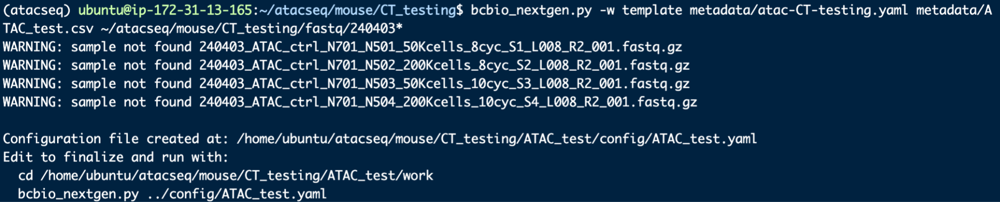 (atacseq) ubuntu@ip-172-31-13-165:~/atacseq/mouse/CT_testing$ bcbio_nextgen.py -w template metadata/atac-CT-testing.yaml metadata/A
TAC_test.csv ~/atacseq/mouse/CT_testing/fastq/240403*
WARNING: sample not found 240403_ATAC_ctrl_N701_N501_50Kcells_8cyc_S1_L008_R2_001.fastq.gz
WARNING: sample not found 240403_ATAC_ctrl_N701_N502_200Kcells_8cyc_S2_L008_R2_001.fastq.gz
WARNING: sample not found 240403_ATAC_ctrl_N701_N503_50Kcells_10cyc_S3_L008_R2_001.fastq.gz
WARNING: sample not found 240403_ATAC_ctrl_N701_N504_200Kcells_10cyc_S4_L008_R2_001.fastq.gz

Configuration file created at: /home/ubuntu/atacseq/mouse/CT_testing/ATAC_test/config/ATAC_test.yaml
Edit to finalize and run with:
  cd /home/ubuntu/atacseq/mouse/CT_testing/ATAC_test/work
  bcbio_nextgen.py ../config/ATAC_test.yaml